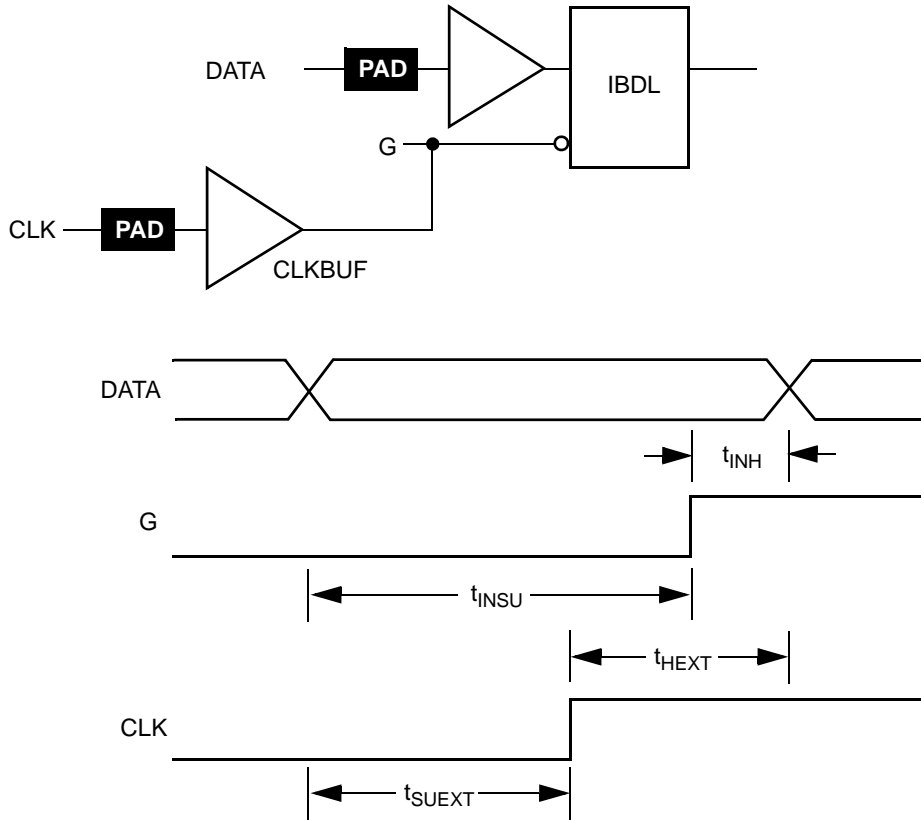 DATA
PAD
IBDL
G
CLK
PAD
CLKBUF
DATA
tINH
G
tINSU
tHEXT
CLK
tSUEXT